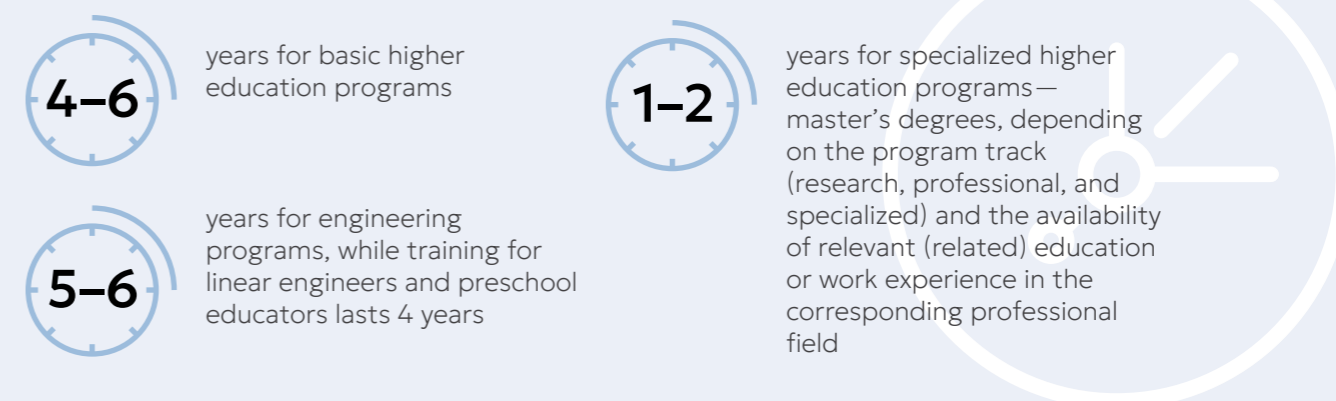 4–6
years for basic higher
education programs
5–6
years for engineering
programs, while training for
linear engineers and preschool
educators lasts 4 years
1–2
years for specialized higher
education programs—
master's degrees, depending
on the program track
(research, professional, and
specialized) and the availability
of relevant (related) education
or work experience in the
corresponding professional
field